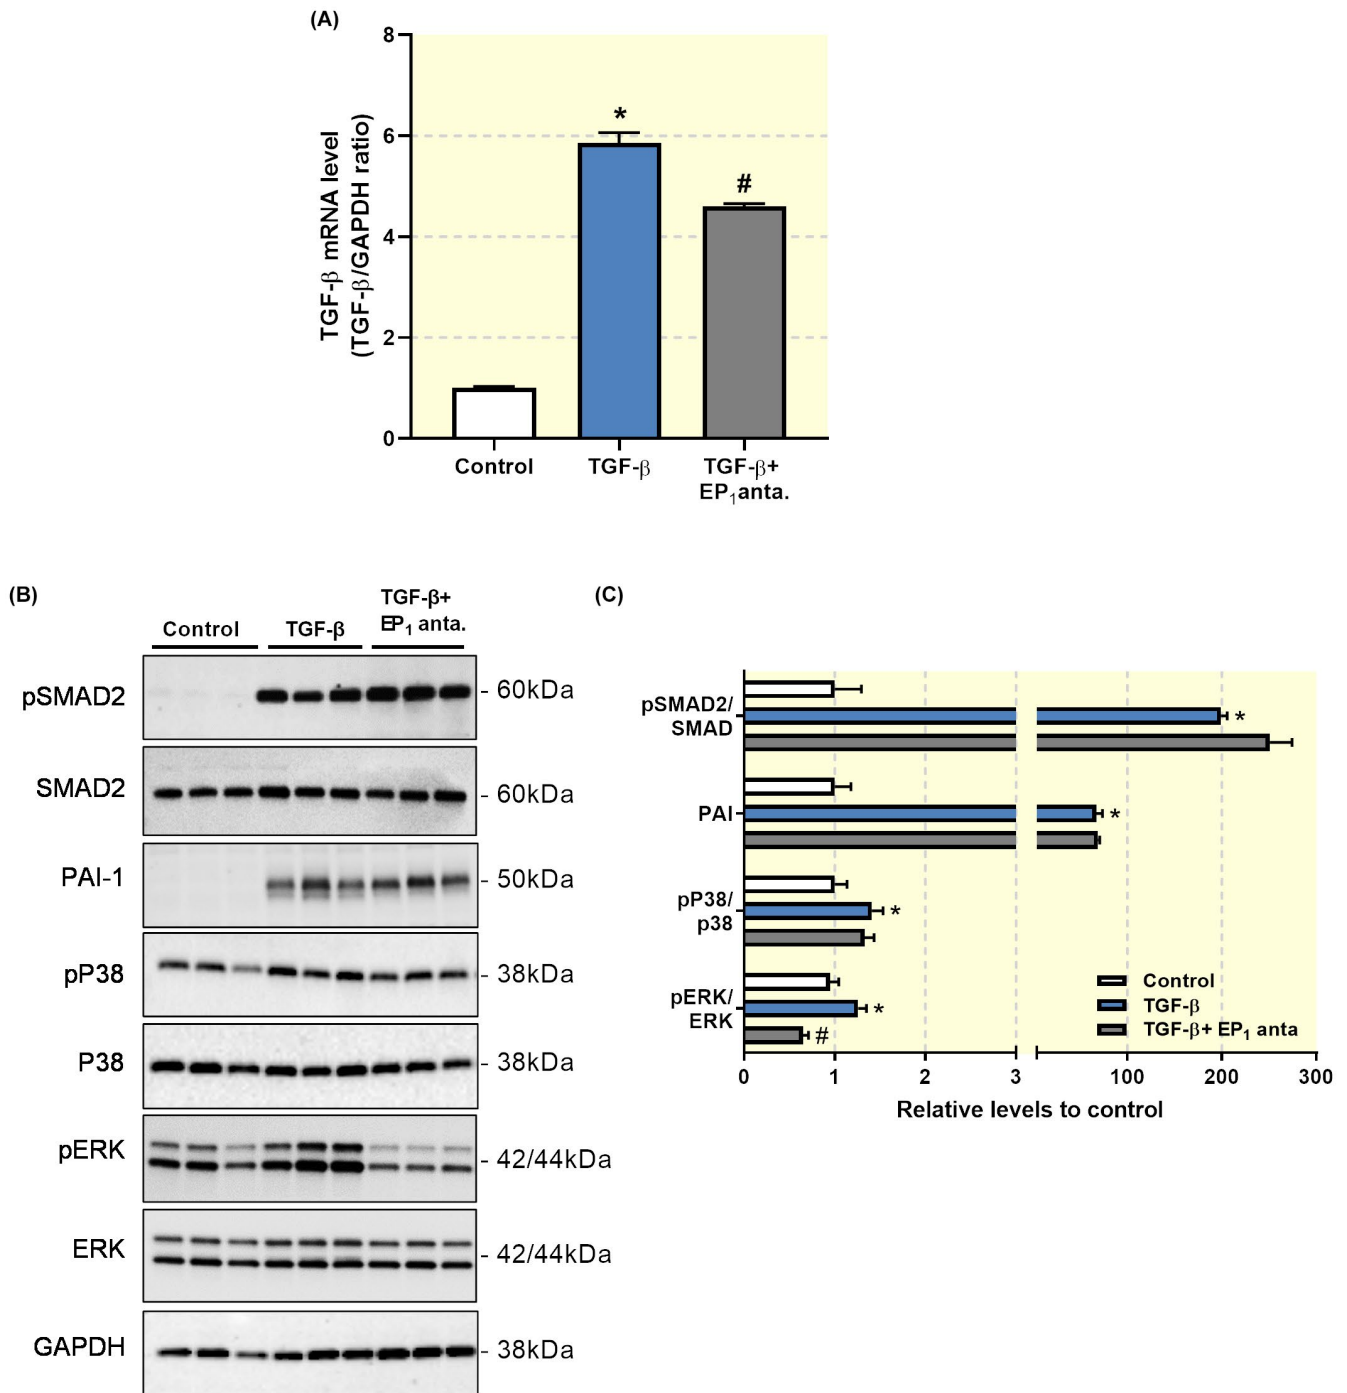 (A)
TGF-β mRNA level
(TGF-β/GAPDH ratio)
8
6
4
2
0
*
#
Control
TGF-β
TGF-β+
EP₁anta.
(B)
Control
TGF-β
TGF-β+
EP₁ anta.
pSMAD2
- 60kDa
SMAD2
- 60kDa
PAI-1
- 50kDa
pP38
- 38kDa
P38
- 38kDa
pERK
- 42/44kDa
ERK
- 42/44kDa
GAPDH
- 38kDa
(C)
pSMAD2/
SMAD
*
PAI
*
pP38/
p38
*
pERK/
ERK
*
#
Control
TGF-β
TGF-β+ EP₁ anta
0 1 2 3 100 200 300
Relative levels to control